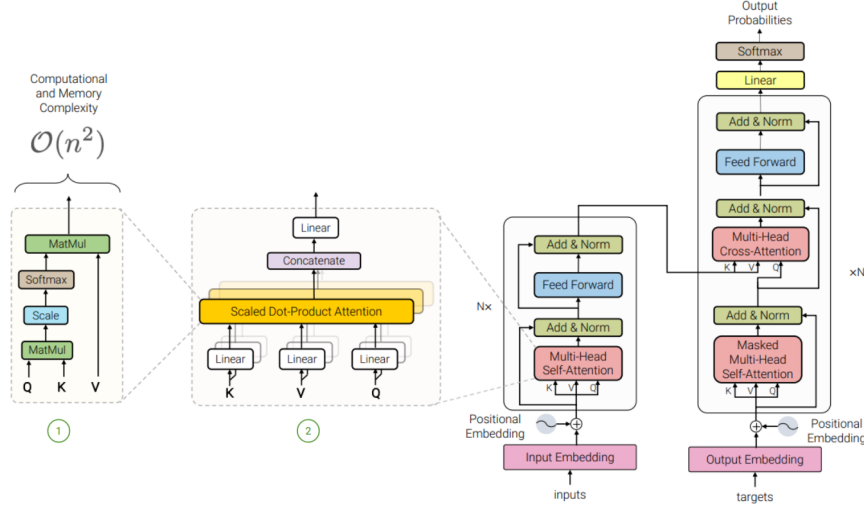 Computational
and Memory
Complexity
O(n²)
MatMul
Softmax
Scale
MatMul
Q K V
1
Linear
Concatenate
Scaled Dot-Product Attention
Linear Linear Linear
K V Q
2
N×
Add & Norm
Feed Forward
Add & Norm
Multi-Head
Self-Attention
K V Q
Positional
Embedding
Input Embedding
inputs
Output
Probabilities
Softmax
Linear
Add & Norm
Feed Forward
Add & Norm
Multi-Head
Cross-Attention
K V Q
×N
Add & Norm
Masked
Multi-Head
Self-Attention
K V Q
Positional
Embedding
Output Embedding
targets